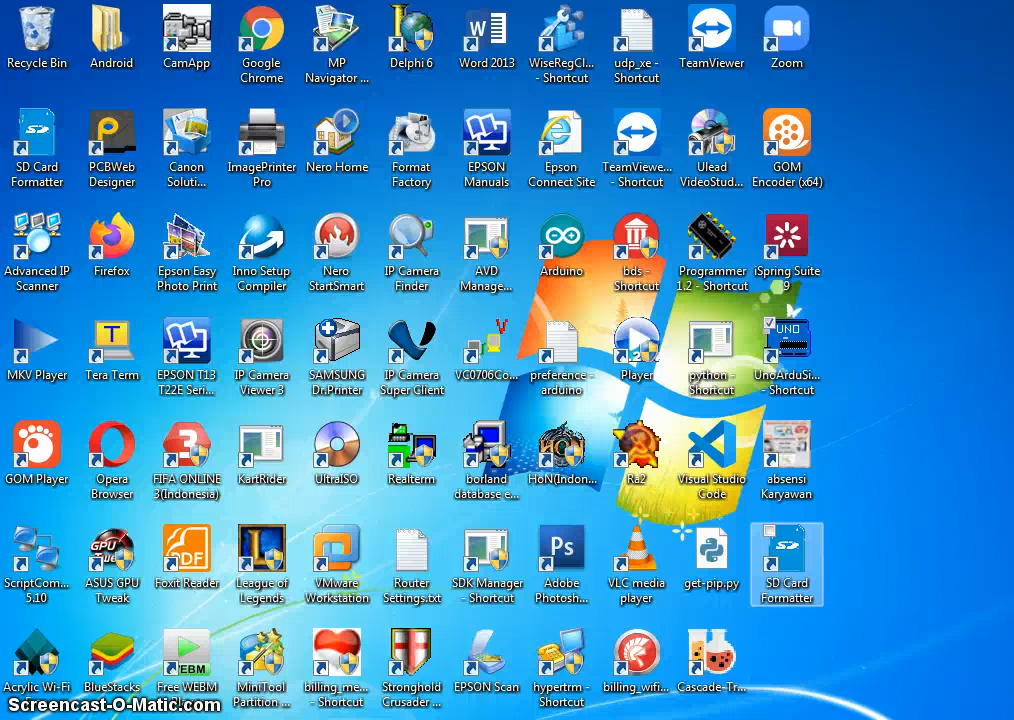 Recycle Bin
Android
CamApp
Google
Chrome
MP
Navigator ...
Delphi 6
Word 2013
WiseRegCl...
- Shortcut
udp_xe -
Shortcut
TeamViewer
Zoom
SD Card
Formatter
PCBWeb
Designer
Canon
Soluti...
ImagePrinter
Pro
Nero Home
Format
Factory
EPSON
Manuals
Epson
Connect Site
TeamViewe...
- Shortcut
Ulead
VideoStud...
GOM
Encoder (x64)
Advanced IP
Scanner
Firefox
Epson Easy
Photo Print
Inno Setup
Compiler
Nero
StartSmart
IP Camera
Finder
AVD
Manage...
Arduino
bds -
Shortcut
Programmer
1.2 - Shortcut
iSpring Suite
9
MKV Player
T
Tera Term
EPSON T13
T22E Seri...
IP Camera
Viewer 3
SAMSUNG
Dr.Printer
IP Camera
Super Client
V
VC0706Co...
preference -
arduino
Player
python -
Shortcut
UNO
UnoArduSi...
- Shortcut
GOM Player
Opera
Browser
3
FIFA ONLINE
3(Indonesia)
KartRider
UltraISO
Realterm
borland
database e...
HoN(Indon...
Ra2
Visual Studio
Code
absensi
Karyawan
ScriptCom...
5.10
GPU
ASUS GPU
Tweak
PDF
Foxit Reader
L
League of
Legends
VMware
Workstation
Router
Settings.txt
SDK Manager
- Shortcut
Ps
Adobe
Photosh...
VLC media
player
get-pip.py
SD
SD Card
Formatter
Acrylic Wi-Fi
BlueStacks
WEBM
Free WEBM
MiniTool
Partition ...
billing_me...
- Shortcut
Stronghold
Crusader ...
EPSON Scan
hypertrm -
Shortcut
billing_wifi...
Cascade-Tr...
Screencast-O-Matic.com